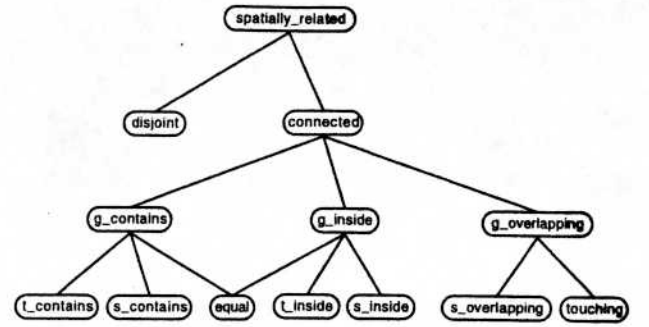 spatially_related
disjoint
connected
g_contains
g_inside
g_overlapping
t_contains
s_contains
equal
t_inside
s_inside
s_overlapping
touching